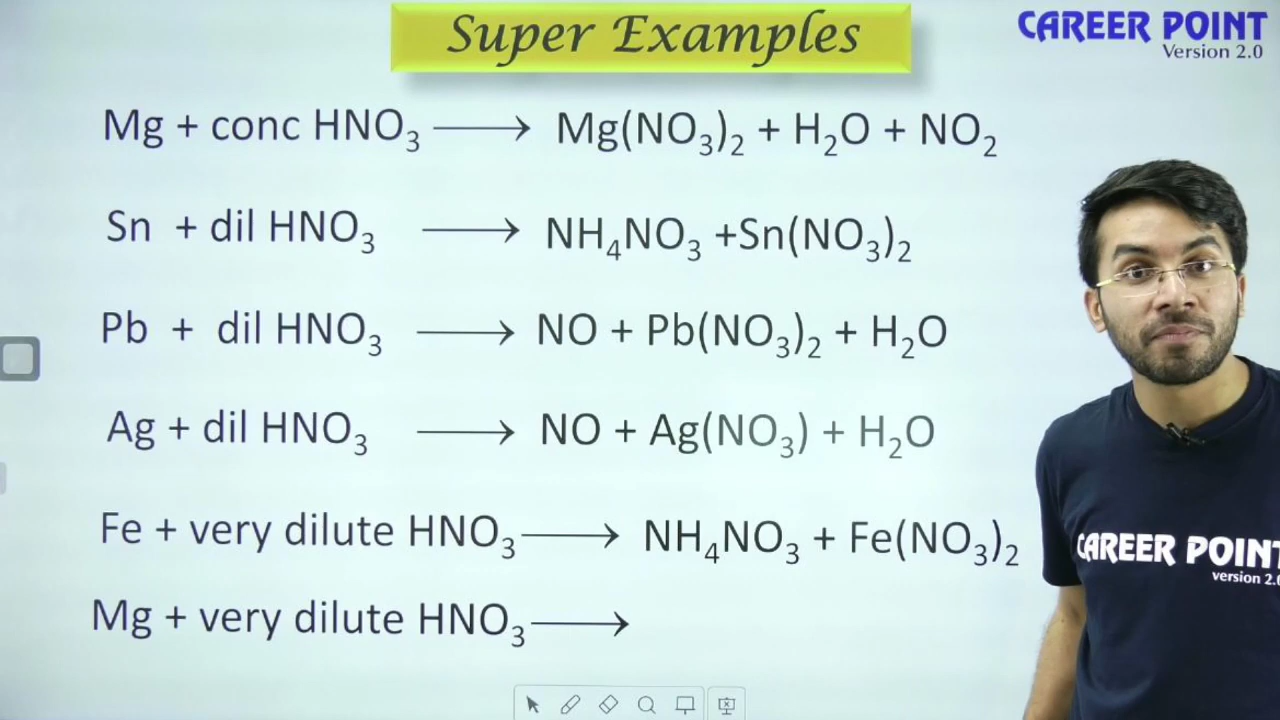 Super Examples
CAREER POINT
Version 2.0
Mg + conc HNO₃ ⟶ Mg(NO₃)₂ + H₂O + NO₂
Sn + dil HNO₃ ⟶ NH₄NO₃ +Sn(NO₃)₂
Pb + dil HNO₃ ⟶ NO + Pb(NO₃)₂ + H₂O
Ag + dil HNO₃ ⟶ NO + Ag(NO₃) + H₂O
Fe + very dilute HNO₃ ⟶ NH₄NO₃ + Fe(NO₃)₂
Mg + very dilute HNO₃ ⟶
CAREER POINT
version 2.0